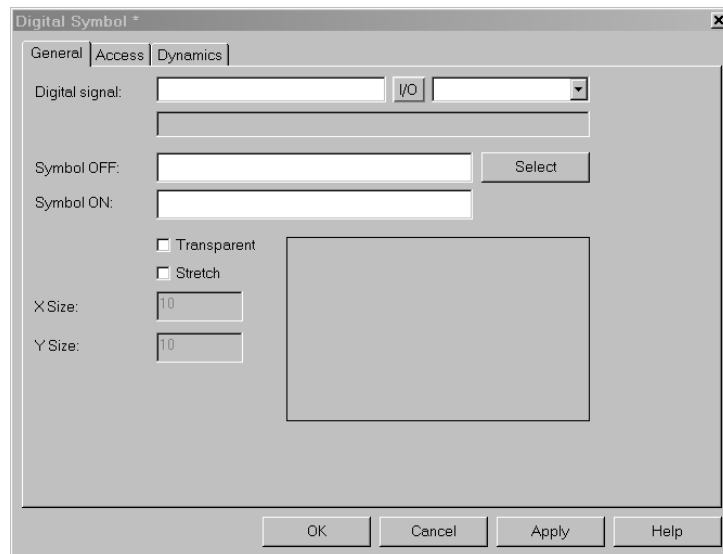 Digital Symbol *
General Access Dynamics
Digital signal: I/O
Symbol OFF: Select
Symbol ON:
Transparent
Stretch
X Size: 10
Y Size: 10
OK Cancel Apply Help